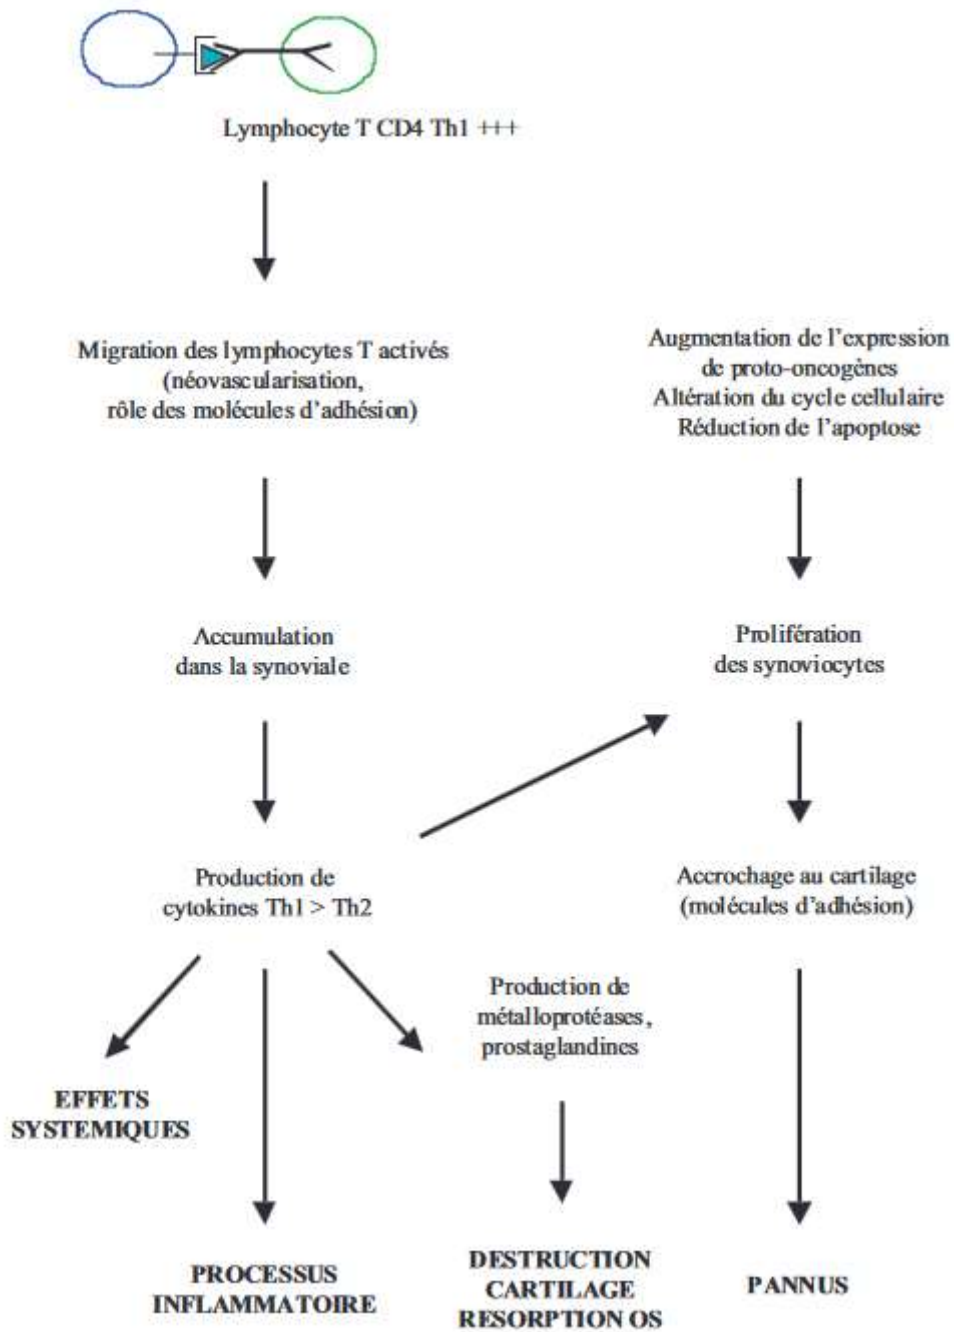 Lymphocyte T CD4 Th1 +++
Migration des lymphocytes T activés
(néovascularisation,
rôle des molécules d'adhésion)
Augmentation de l'expression
de proto-oncogènes
Altération du cycle cellulaire
Réduction de l'apoptose
Accumulation
dans la synoviale
Prolifération
des synoviocytes
Production de
cytokines Th1 > Th2
Accrochage au cartilage
(molécules d'adhésion)
Production de
métalloprotéases,
prostaglandines
EFFETS
SYSTEMIQUES
PROCESSUS
INFLAMMATOIRE
DESTRUCTION
CARTILAGE
RESORPTION OS
PANNUS